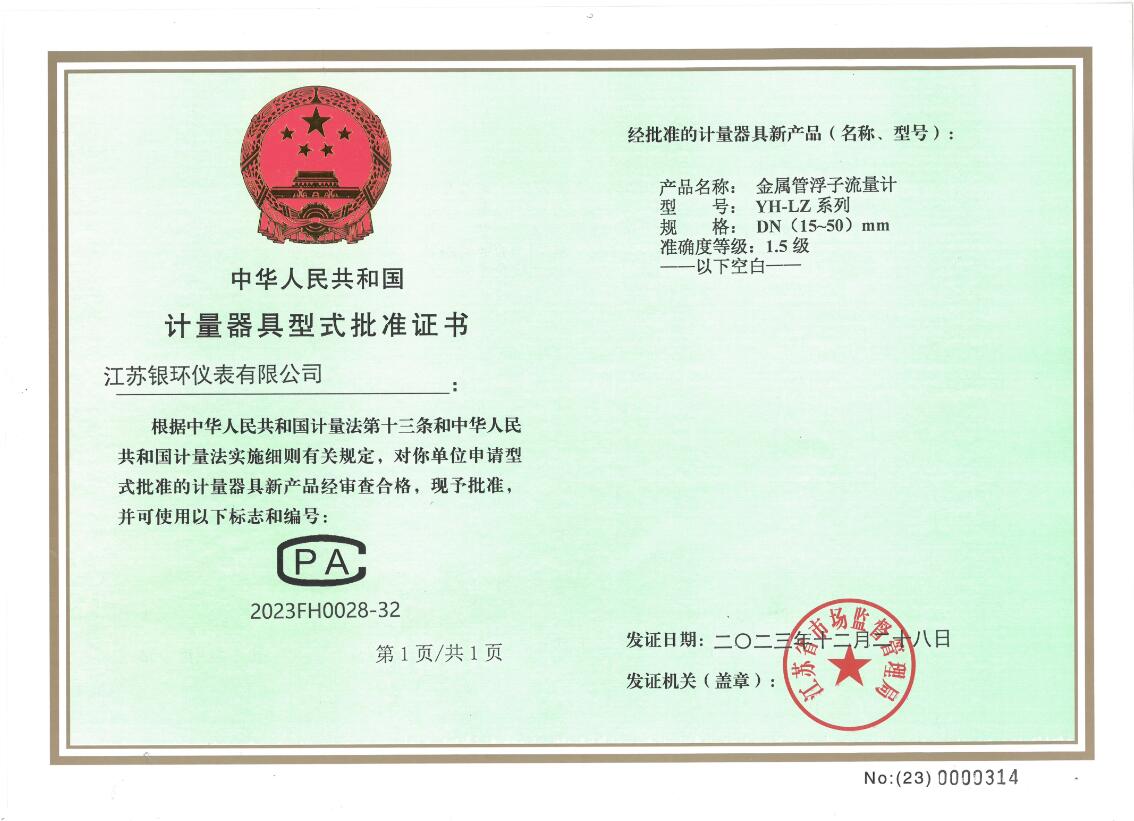 中华人民共和国
计量器具型式批准证书
江苏银环仪表有限公司：
根据中华人民共和国计量法第十三条和中华人民
共和国计量法实施细则有关规定，对你单位申请型
式批准的计量器具新产品经审查合格，现予批准，
并可使用以下标志和编号：
CPA
2023FH0028-32
第1页/共1页
经批准的计量器具新产品（名称、型号）：
产品名称： 金属管浮子流量计
型 号： YH-LZ 系列
规 格： DN（15~50）mm
准确度等级：1.5 级
——以下空白——
发证日期：二〇二三年十二月二十八日
发证机关（盖章）：
江苏省市场监督管理局
No:(23) 0000314